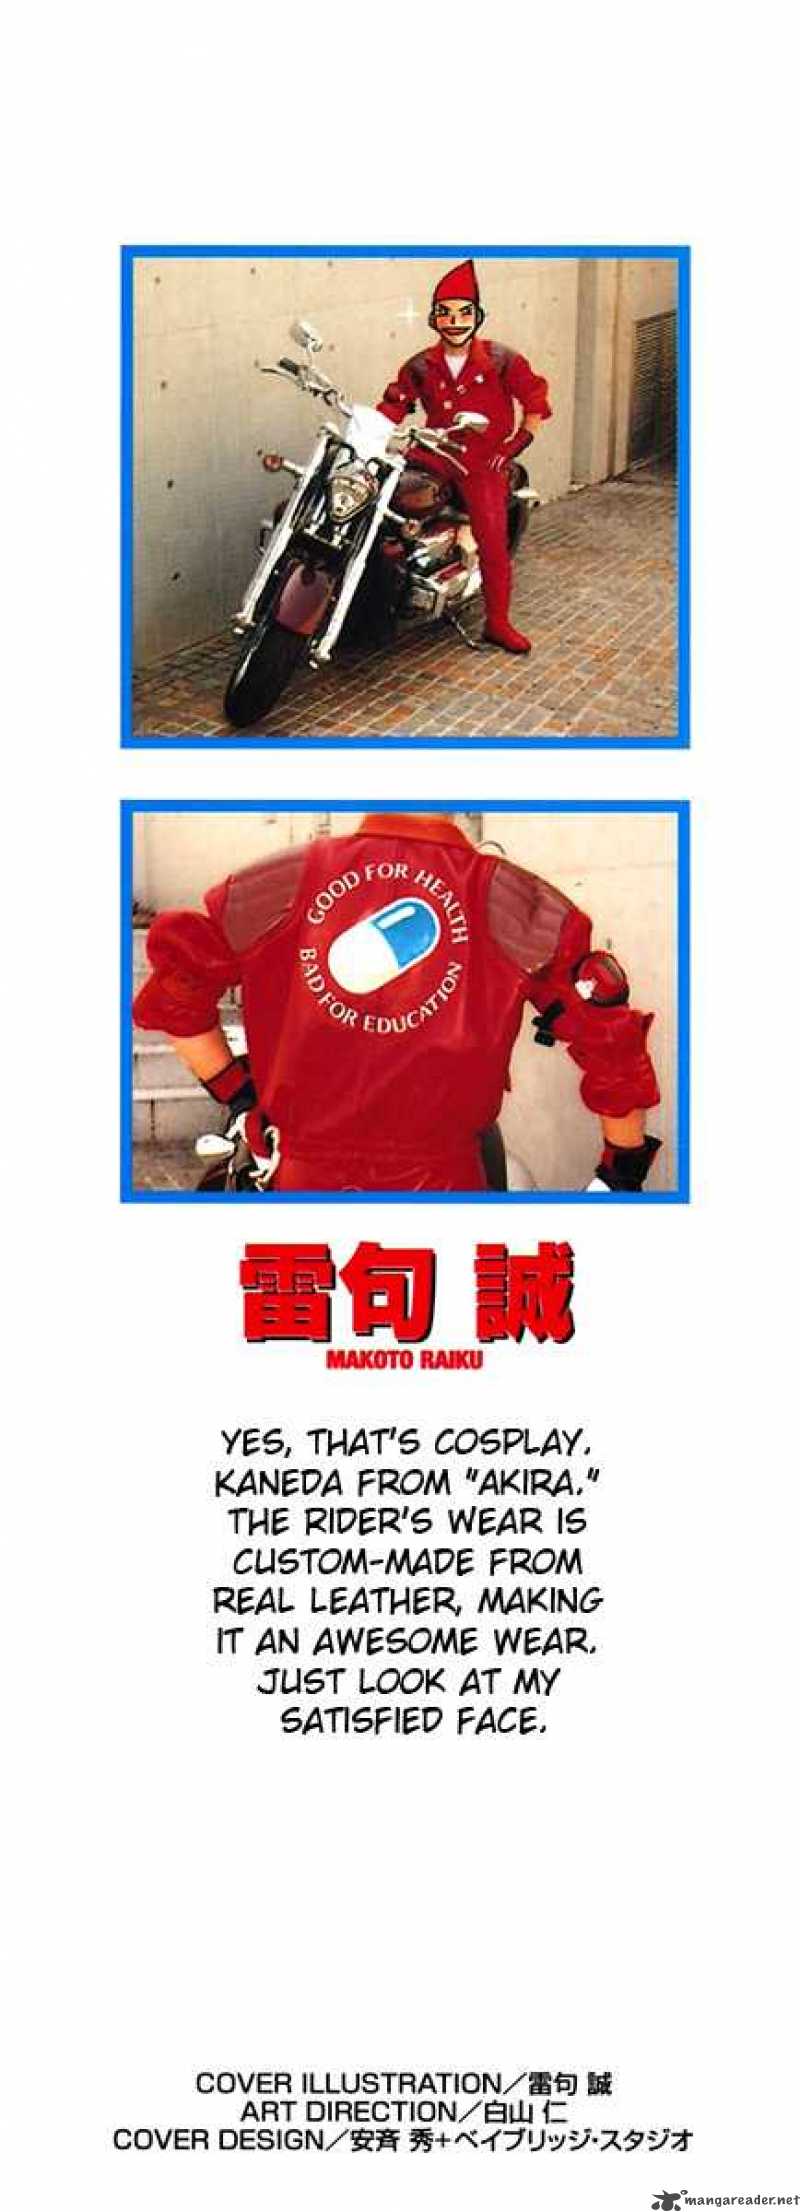 GOOD FOR HEALTH
BAD FOR EDUCATION
雷句 誠
MAKOTO RAIKU
YES, THAT'S COSPLAY.
KANEDA FROM "AKIRA."
THE RIDER'S WEAR IS
CUSTOM-MADE FROM
REAL LEATHER, MAKING
IT AN AWESOME WEAR.
JUST LOOK AT MY
SATISFIED FACE.
COVER ILLUSTRATION／雷句 誠
ART DIRECTION／白山 仁
COVER DESIGN／安斉 秀+ベイブリッジ・スタジオ
mangareader.net